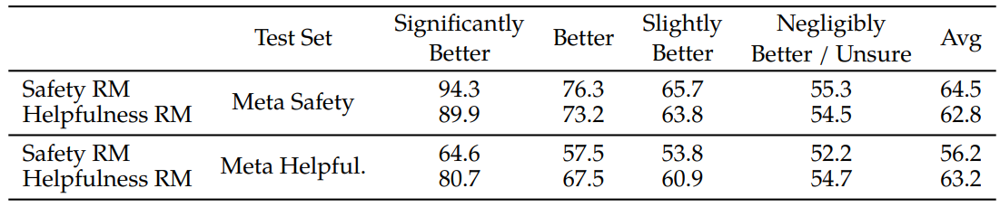 Test Set Significantly Better Better Slightly Better Negligibly Better / Unsure Avg
Safety RM Meta Safety 94.3 76.3 65.7 55.3 64.5
Helpfulness RM 89.9 73.2 63.8 54.5 62.8
Safety RM Meta Helpful. 64.6 57.5 53.8 52.2 56.2
Helpfulness RM 80.7 67.5 60.9 54.7 63.2